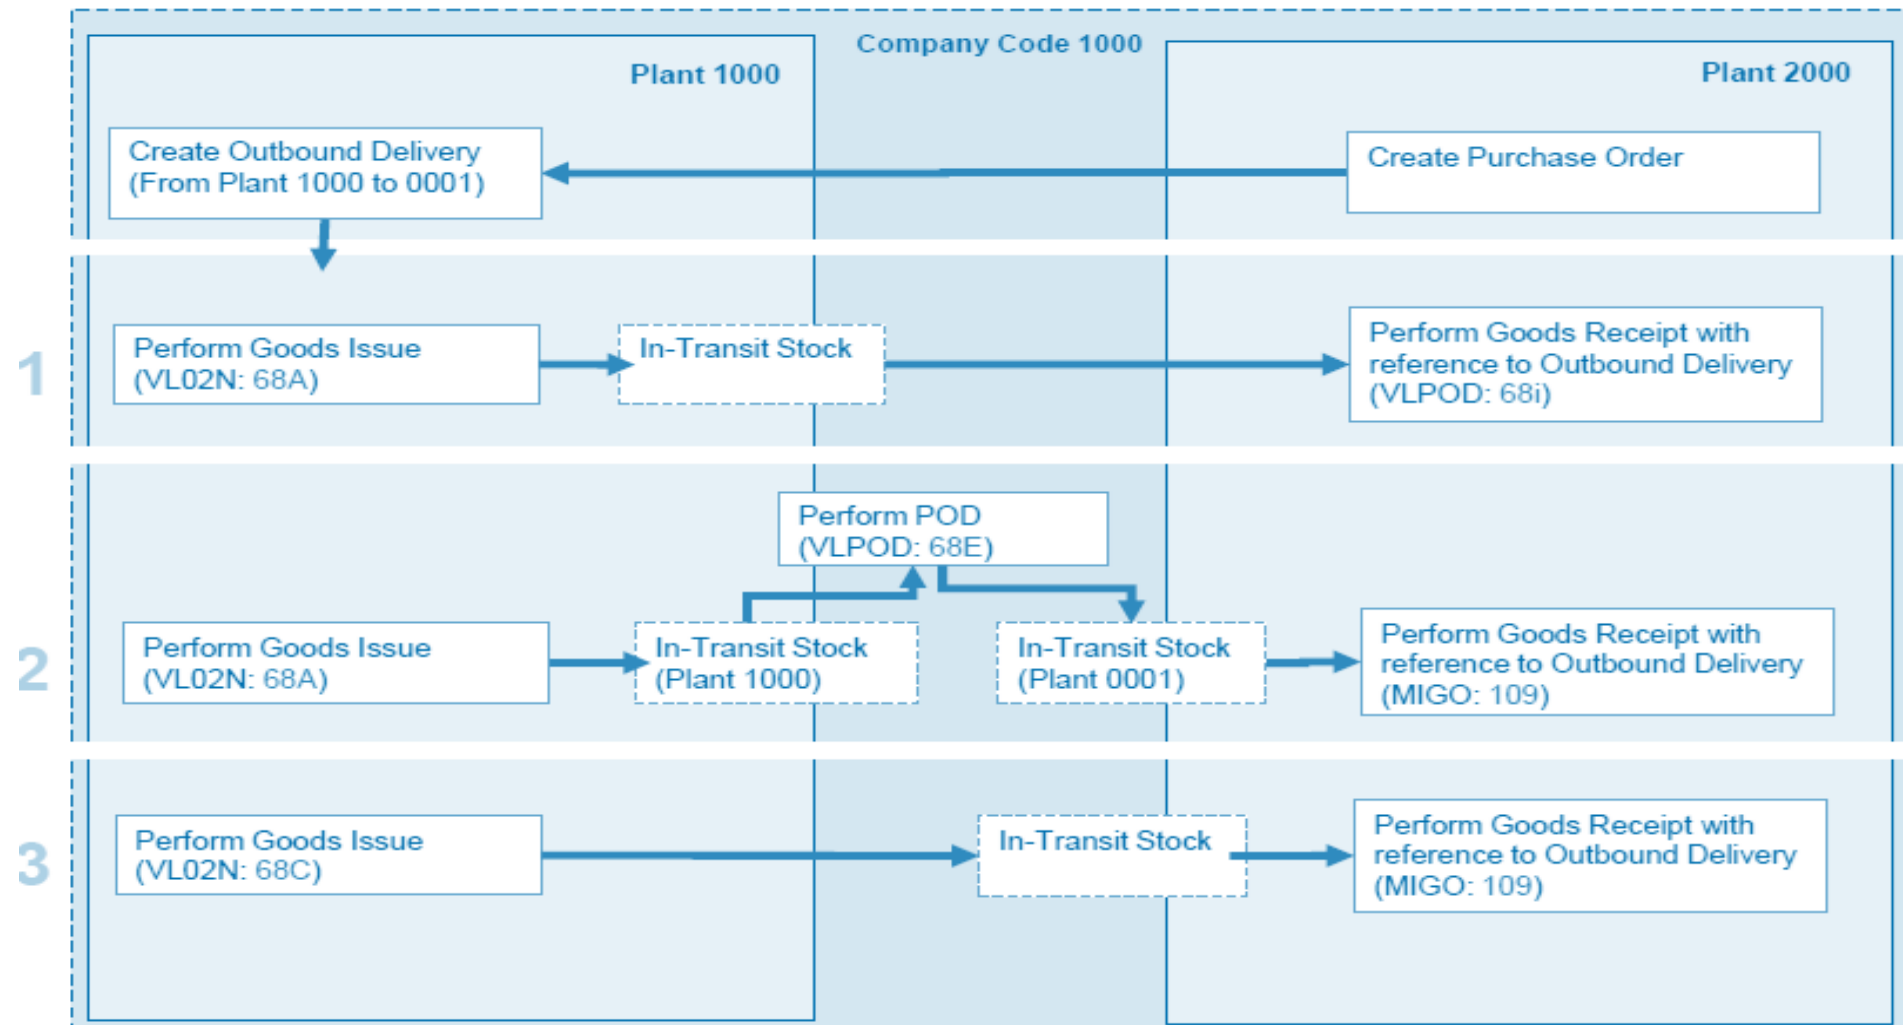 Company Code 1000
Plant 1000
Plant 2000
Create Outbound Delivery
(From Plant 1000 to 0001)
Create Purchase Order
1
Perform Goods Issue
(VL02N: 68A)
In-Transit Stock
Perform Goods Receipt with
reference to Outbound Delivery
(VLPOD: 68i)
2
Perform POD
(VLPOD: 68E)
Perform Goods Issue
(VL02N: 68A)
In-Transit Stock
(Plant 1000)
In-Transit Stock
(Plant 0001)
Perform Goods Receipt with
reference to Outbound Delivery
(MIGO: 109)
3
Perform Goods Issue
(VL02N: 68C)
In-Transit Stock
Perform Goods Receipt with
reference to Outbound Delivery
(MIGO: 109)